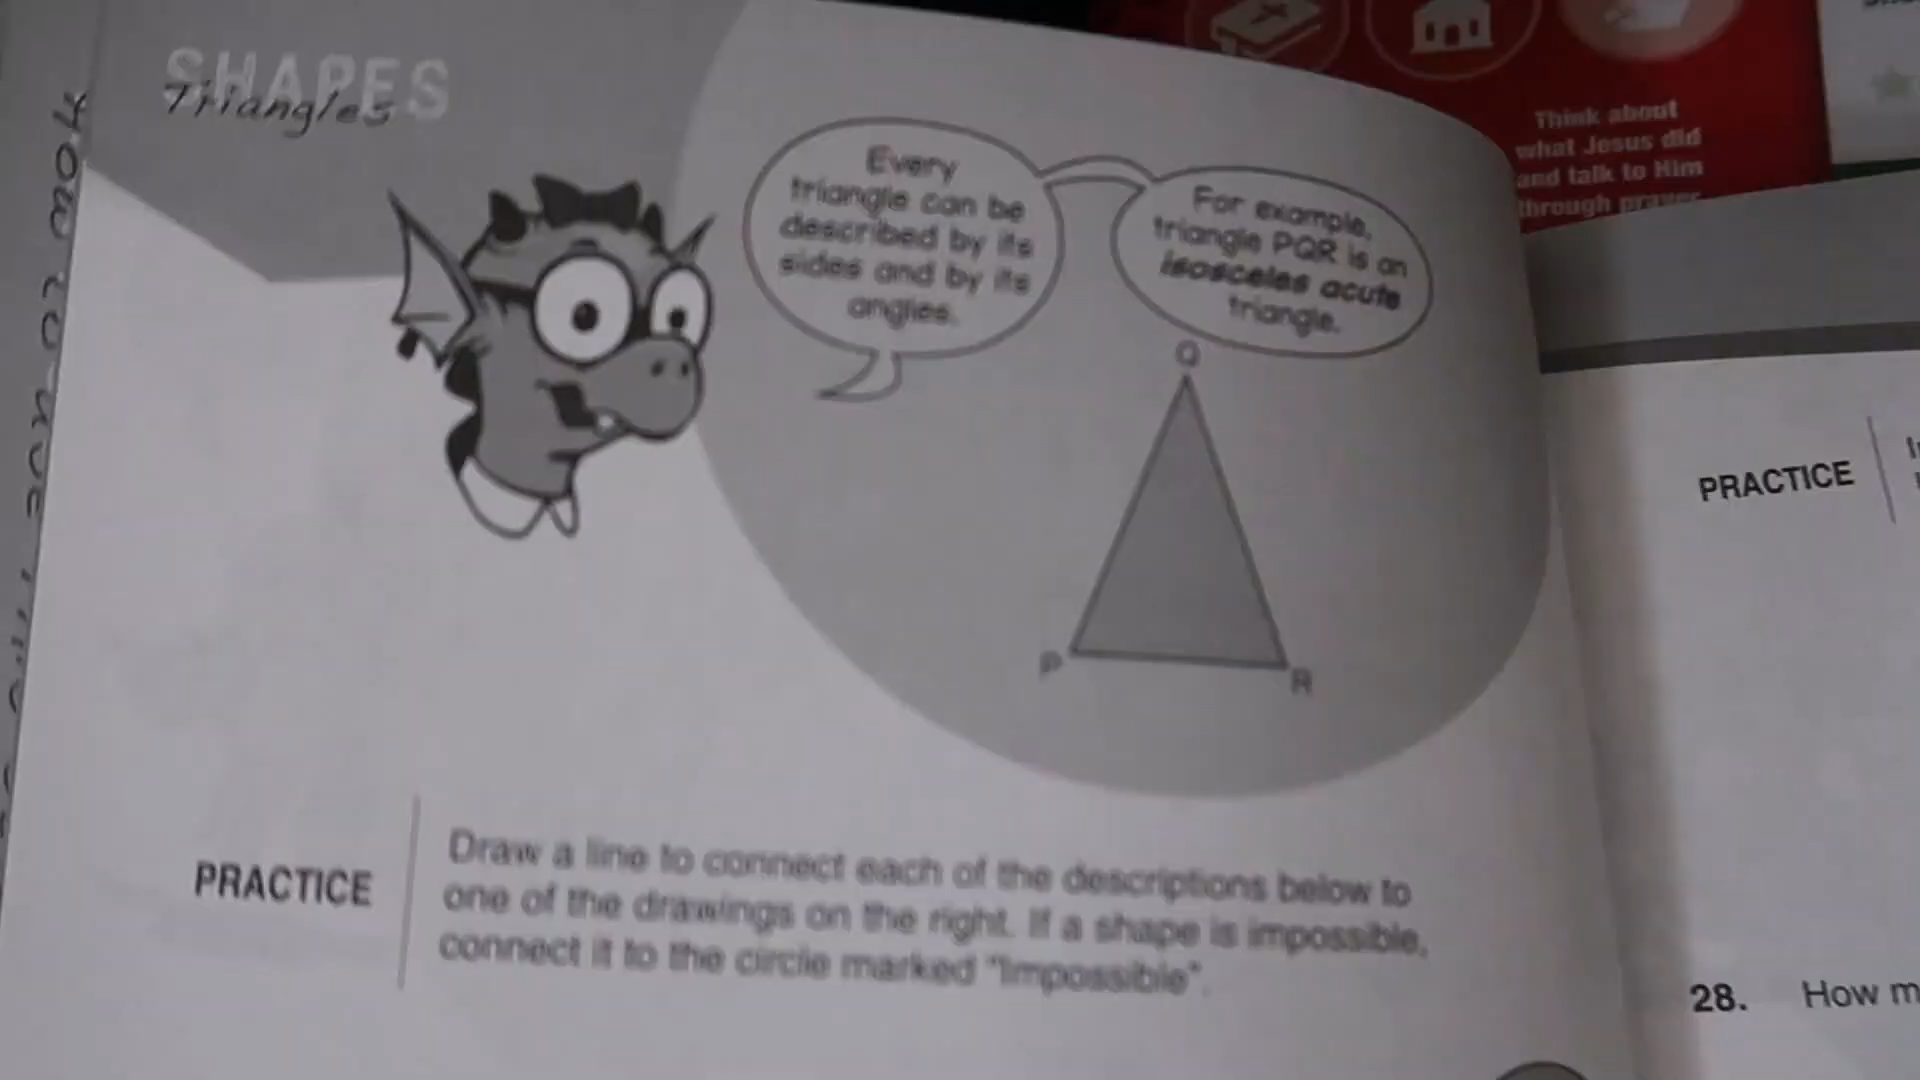 SHAPES
Triangles
Every
triangle can be
described by its
sides and by its
angles.
For example,
triangle PQR is an
isosceles acute
triangle.
Q
P
R
PRACTICE
Draw a line to connect each of the descriptions below to
one of the drawings on the right. If a shape is impossible,
connect it to the circle marked "Impossible".
Think about
what Jesus did
and talk to Him
through prayer
PRACTICE
28. How m